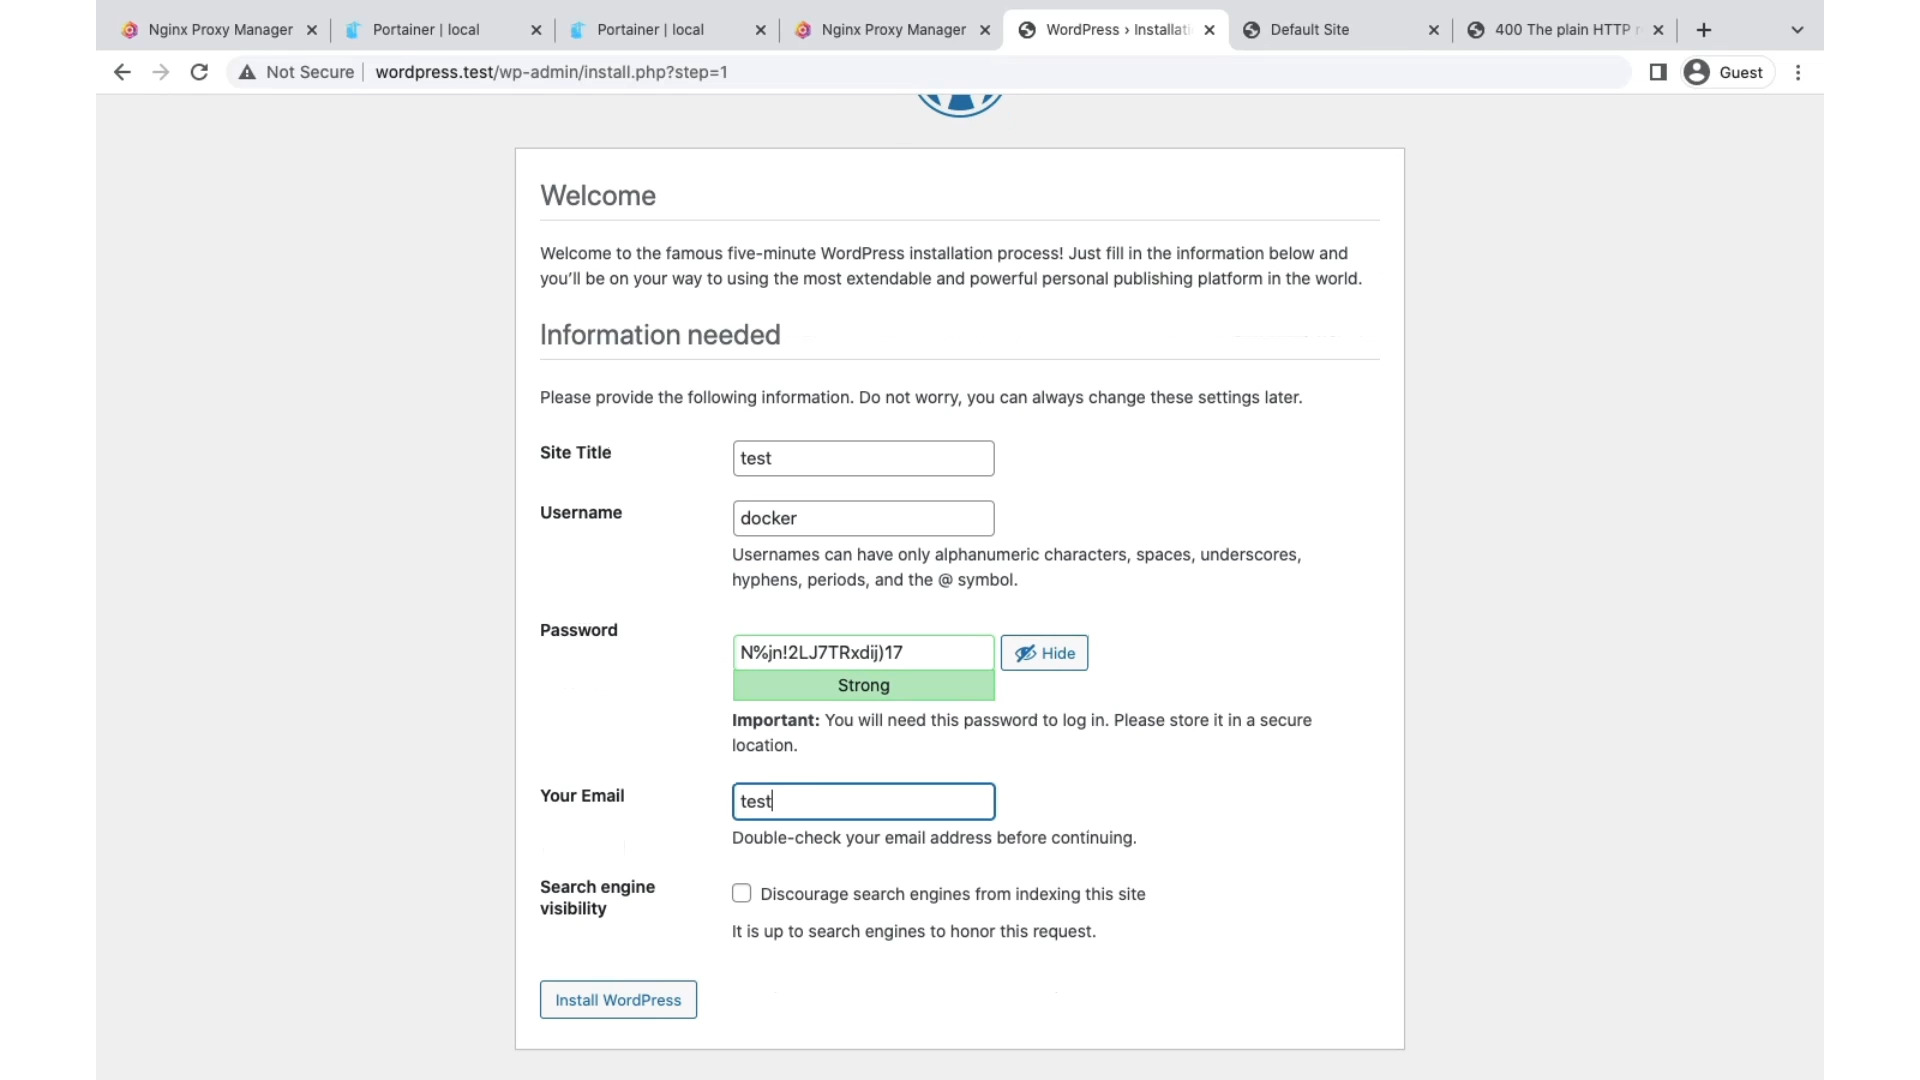 Nginx Proxy Manager
Portainer | local
Portainer | local
Nginx Proxy Manager
WordPress › Installati
Default Site
400 The plain HTTP r
Not Secure
wordpress.test/wp-admin/install.php?step=1
Guest
Welcome
Welcome to the famous five-minute WordPress installation process! Just fill in the information below and
you’ll be on your way to using the most extendable and powerful personal publishing platform in the world.
Information needed
Please provide the following information. Do not worry, you can always change these settings later.
Site Title
test
Username
docker
Usernames can have only alphanumeric characters, spaces, underscores,
hyphens, periods, and the @ symbol.
Password
N%jn!2LJ7TRxdij)17
Hide
Strong
Important: You will need this password to log in. Please store it in a secure
location.
Your Email
test
Double-check your email address before continuing.
Search engine
visibility
Discourage search engines from indexing this site
It is up to search engines to honor this request.
Install WordPress